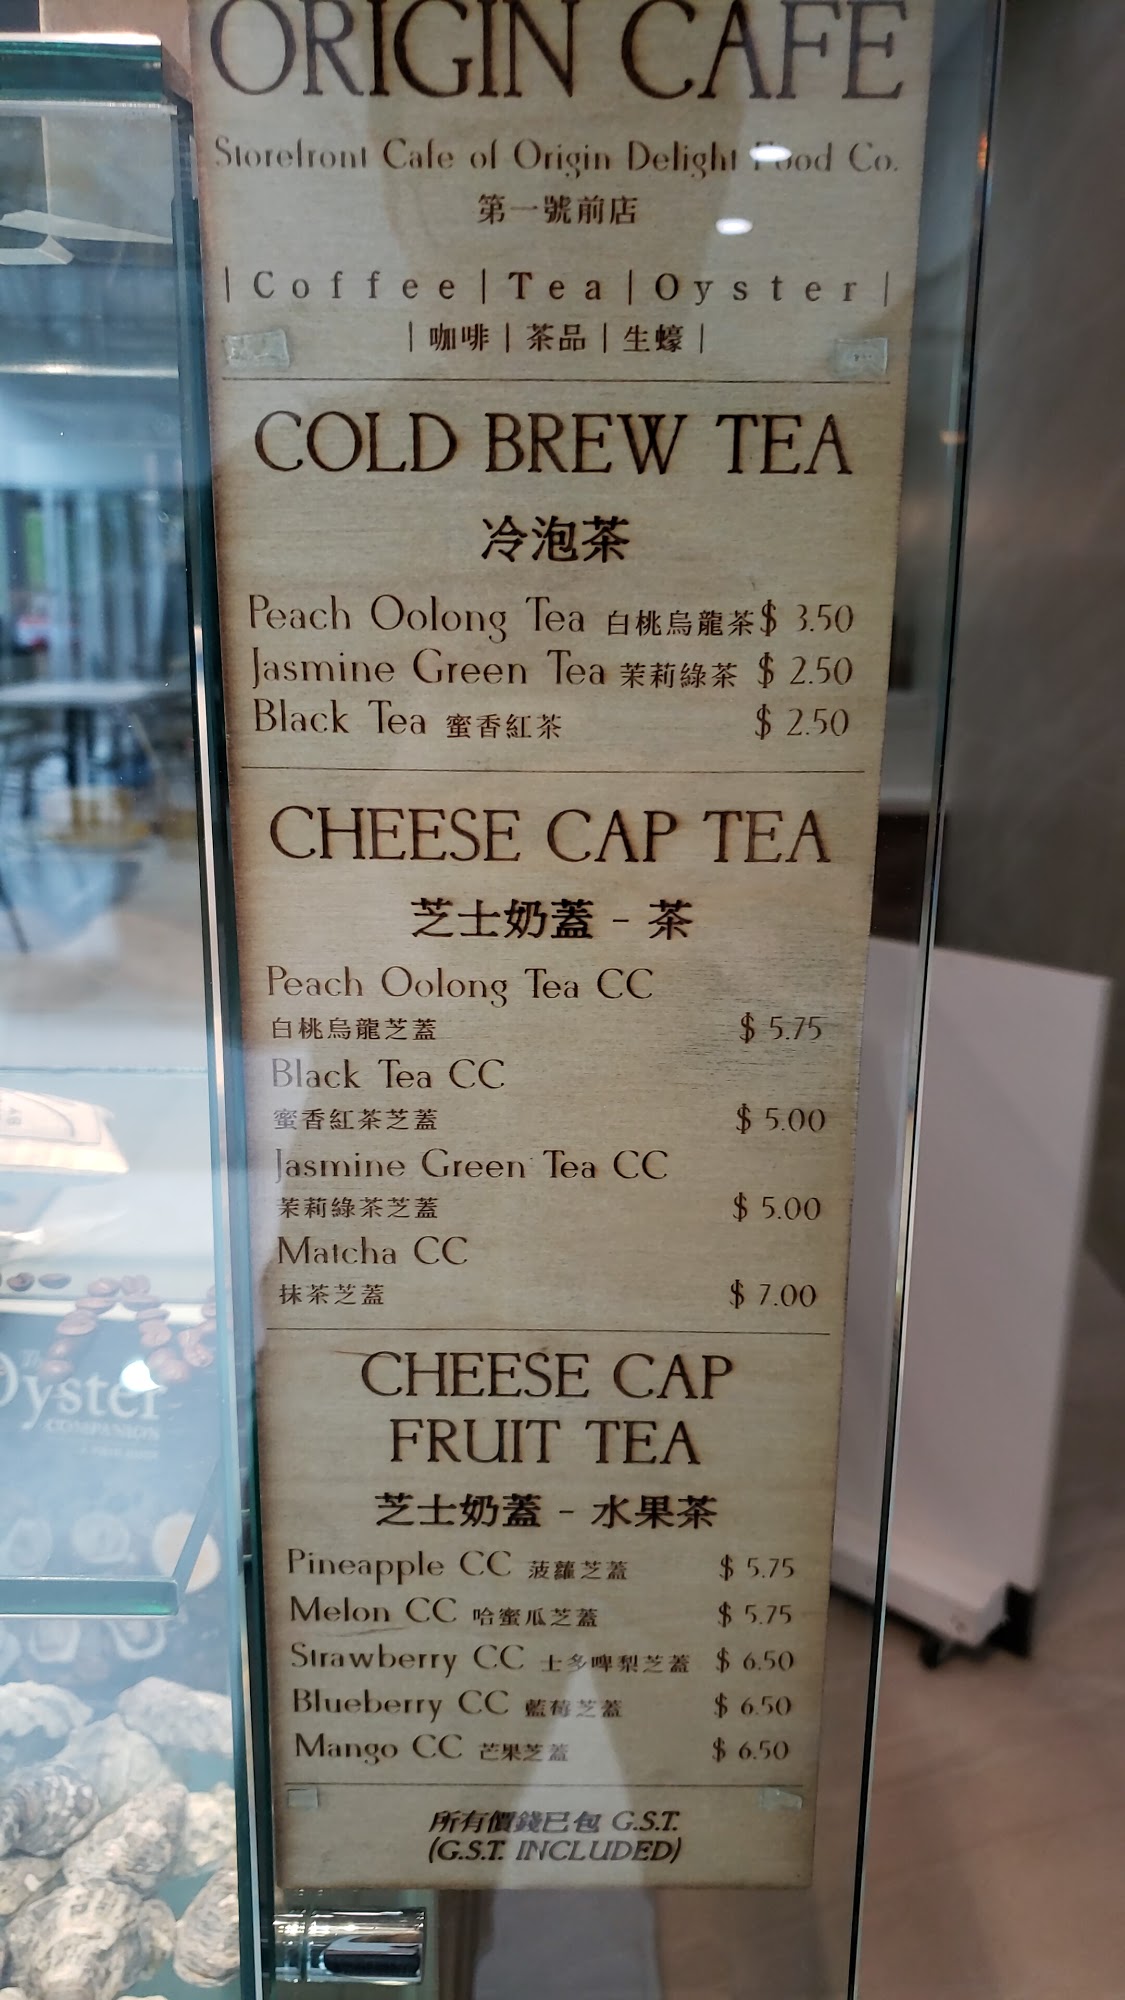 ORIGIN CAFE
Storefront Cafe of Origin Delight Food Co.
第一號前店
| Coffee | Tea | Oyster |
| 咖啡 | 茶品 | 生蠔 |
COLD BREW TEA
冷泡茶
Peach Oolong Tea 白桃烏龍茶 $ 3.50
Jasmine Green Tea 茉莉綠茶 $ 2.50
Black Tea 蜜香紅茶 $ 2.50
CHEESE CAP TEA
芝士奶蓋 - 茶
Peach Oolong Tea CC
白桃烏龍芝蓋 $ 5.75
Black Tea CC
蜜香紅茶芝蓋 $ 5.00
Jasmine Green Tea CC
茉莉綠茶芝蓋 $ 5.00
Matcha CC
抹茶芝蓋 $ 7.00
CHEESE CAP
FRUIT TEA
芝士奶蓋 - 水果茶
Pineapple CC 菠蘿芝蓋 $ 5.75
Melon CC 哈蜜瓜芝蓋 $ 5.75
Strawberry CC 士多啤梨芝蓋 $ 6.50
Blueberry CC 藍莓芝蓋 $ 6.50
Mango CC 芒果芝蓋 $ 6.50
所有價錢已包 G.S.T.
(G.S.T. INCLUDED)
Oyster
COMPANION